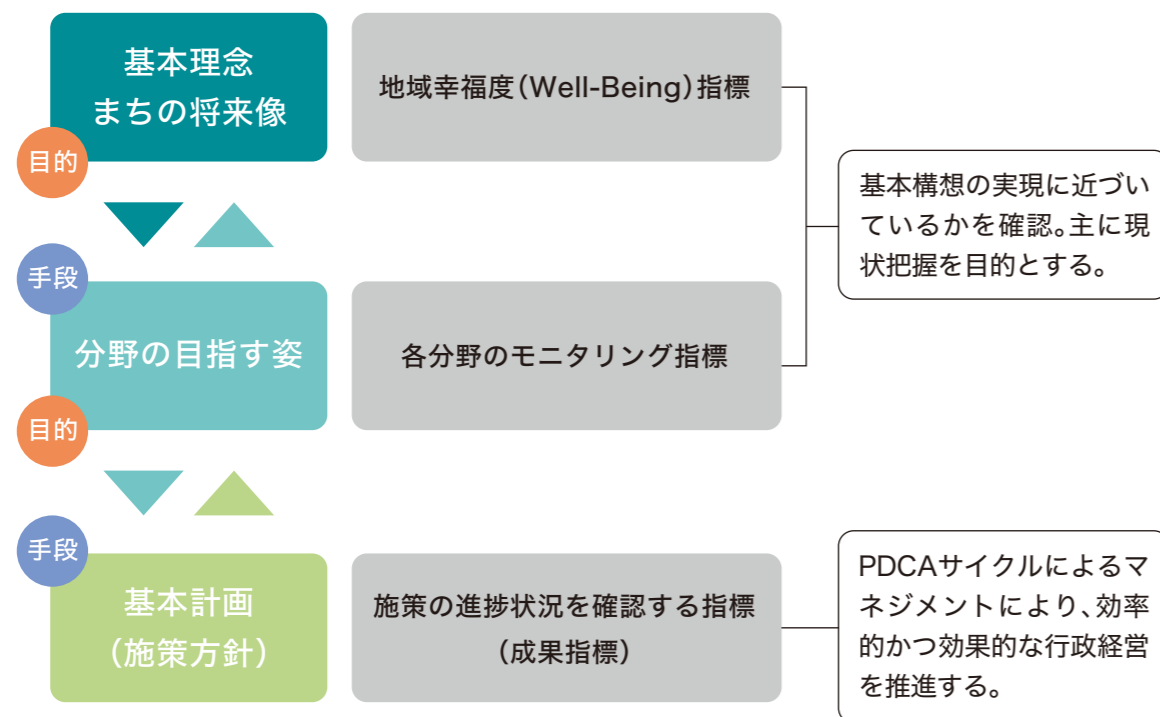 基本理念
まちの将来像
地域幸福度(Well-Being)指標
目的
基本構想の実現に近づい
ているかを確認。主に現
状把握を目的とする。
手段
分野の目指す姿
各分野のモニタリング指標
目的
手段
基本計画
(施策方針)
施策の進捗状況を確認する指標
(成果指標)
PDCAサイクルによるマ
ネジメントにより、効率
的かつ効果的な行政経営
を推進する。